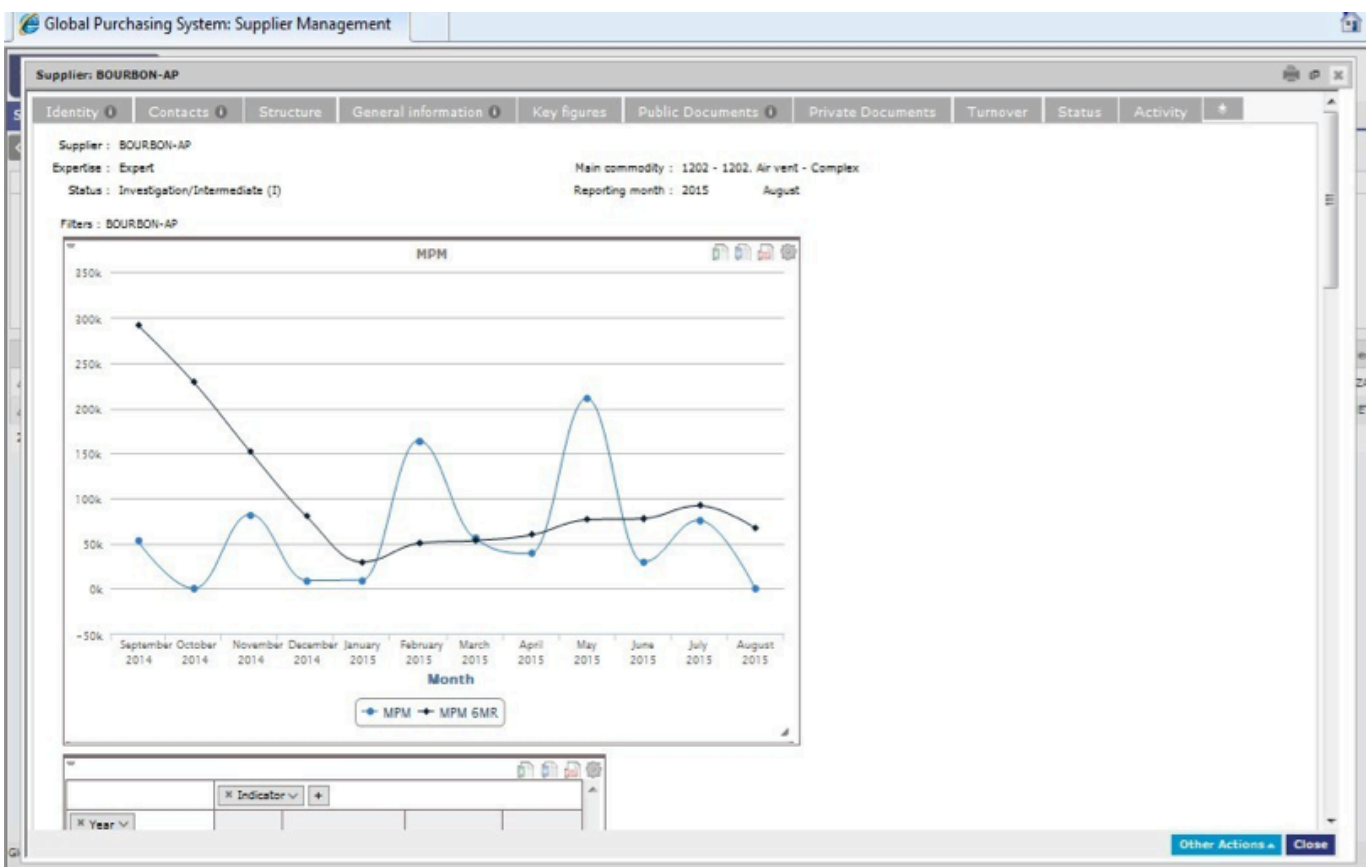 Global Purchasing System: Supplier Management
Supplier: BOURBON-AP
Identity Contacts Structure General information Key figures Public Documents Private Documents Turnover Status Activity
Supplier : BOURBON-AP
Expertise : Expert Main commodity : 1202 - 1202. Air vent - Complex
Status : Investigation/Intermediate (I) Reporting month : 2015 August
Filters : BOURBON-AP
MPM
350k
300k
250k
200k
150k
100k
50k
0k
-50k
September October November December January February March April May June July August
2014 2014 2014 2014 2015 2015 2015 2015 2015 2015 2015 2015
Month
MPM MPM 6MR
Indicator +
Year
Other Actions Close